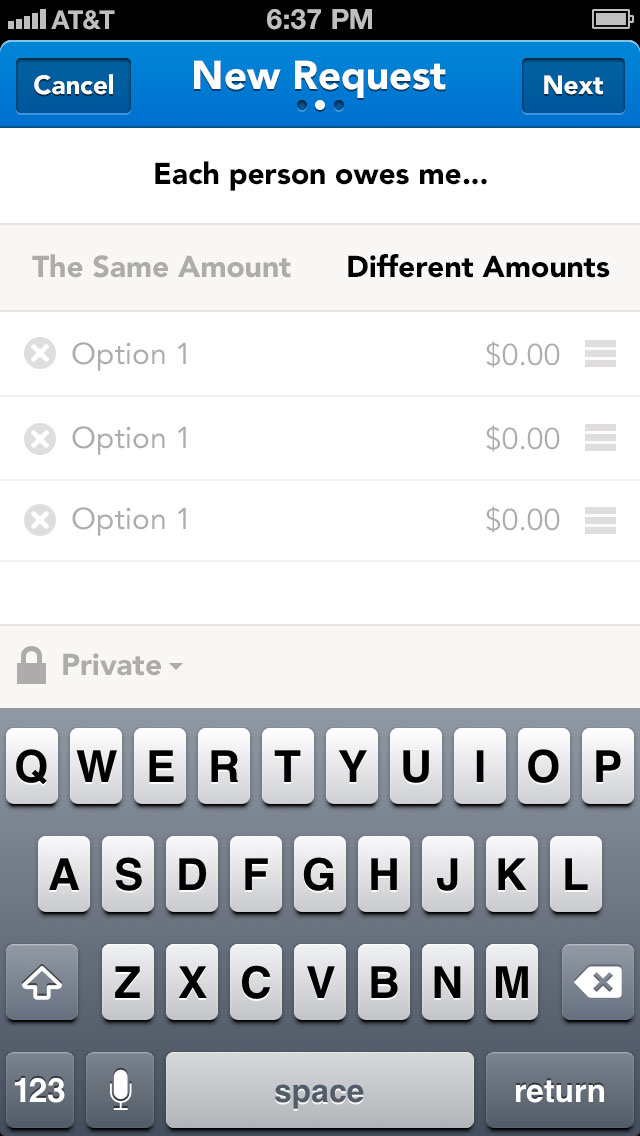 AT&T 6:37 PM
Cancel New Request Next
Each person owes me...
The Same Amount Different Amounts
Option 1 $0.00
Option 1 $0.00
Option 1 $0.00
Private
Q W E R T Y U I O P
A S D F G H J K L
Z X C V B N M
123 space return